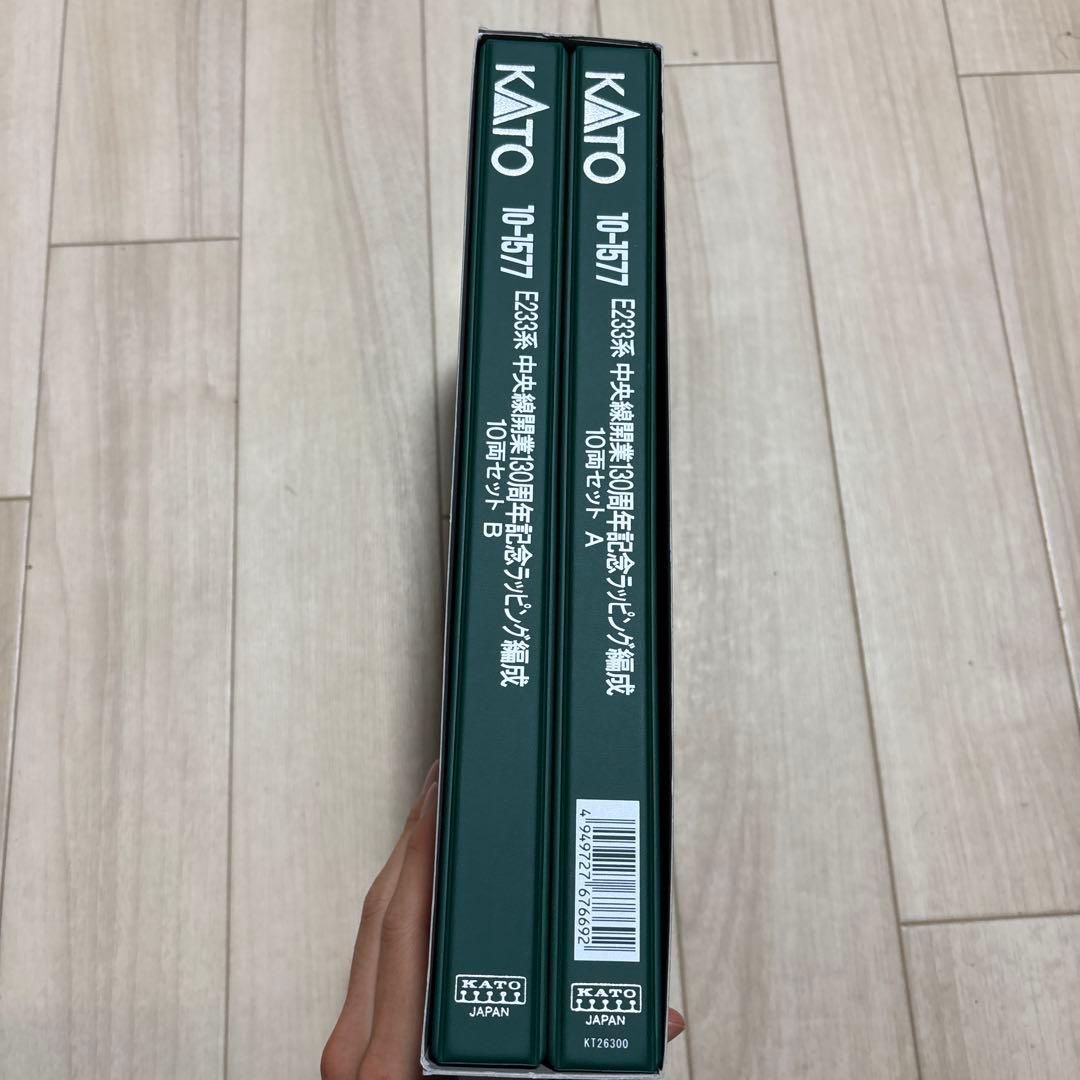 KATO
10-1577
E233系 中央線開業130周年記念ラッピング編成
10両セット B
KATO
JAPAN
KATO
10-1577
E233系 中央線開業130周年記念ラッピング編成
10両セット A
4 949727 676692
KATO
JAPAN
KT26300